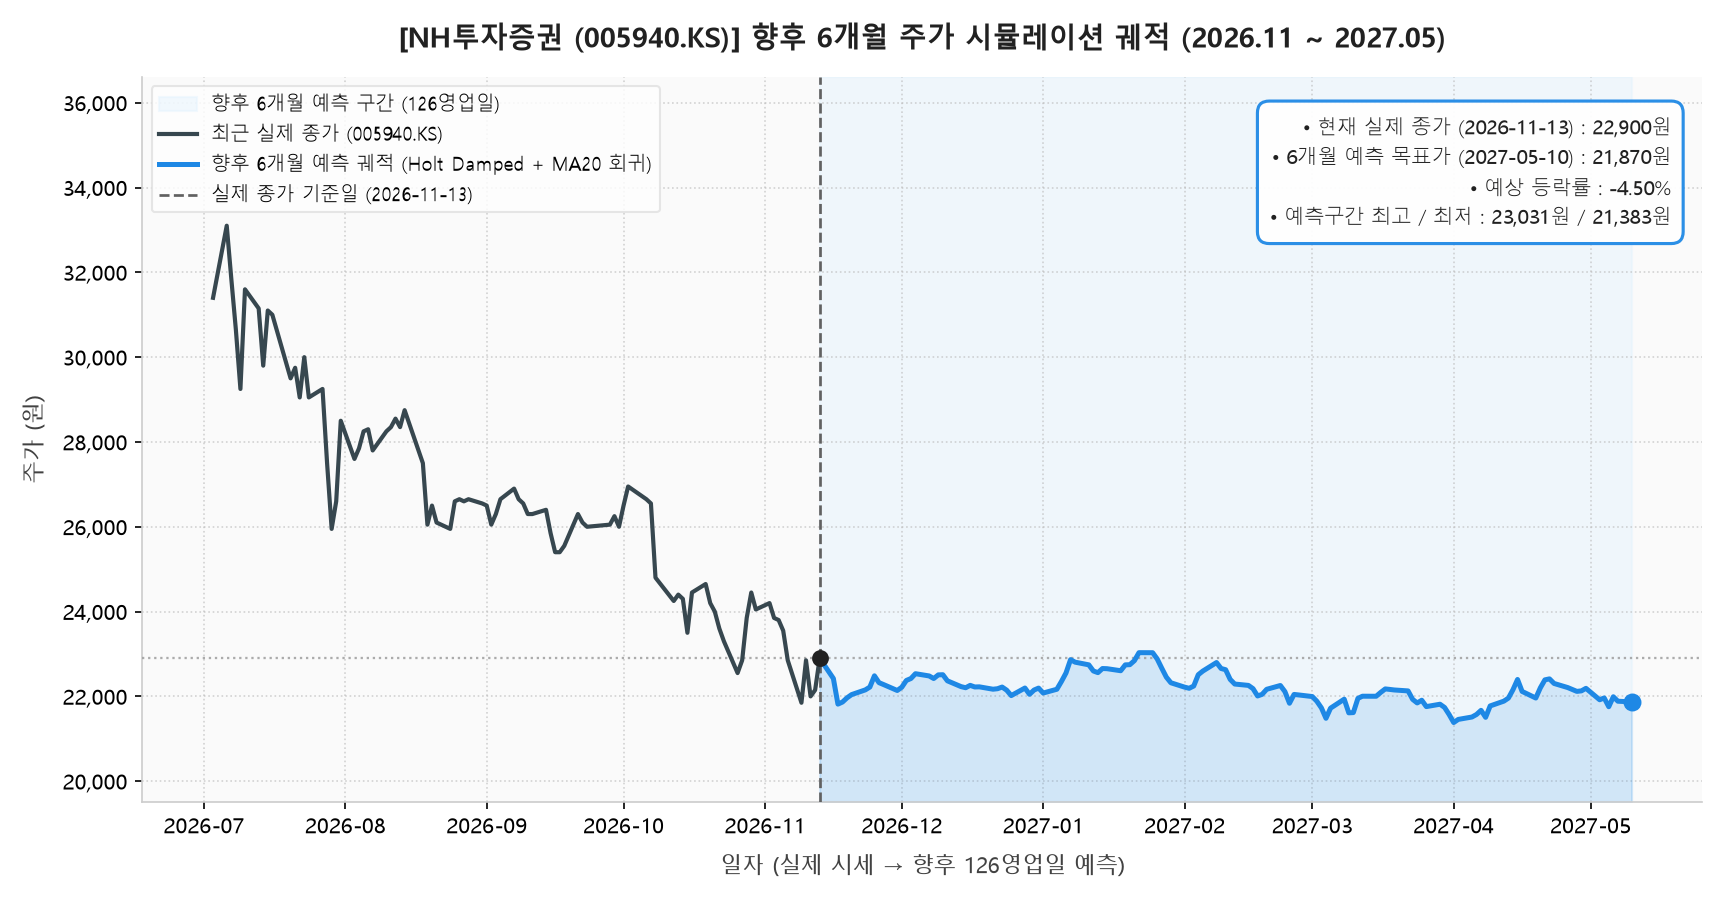 [NH투자증권 (005940.KS)] 향후 6개월 주가 시뮬레이션 궤적 (2026.11 ~ 2027.05)
향후 6개월 예측 구간 (126영업일)
최근 실제 종가 (005940.KS)
향후 6개월 예측 궤적 (Holt Damped + MA20 회귀)
실제 종가 기준일 (2026-11-13)
• 현재 실제 종가 (2026-11-13) : 22,900원
• 6개월 예측 목표가 (2027-05-10) : 21,870원
• 예상 등락률 : -4.50%
• 예측구간 최고 / 최저 : 23,031원 / 21,383원
주가 (원)
36,000
34,000
32,000
30,000
28,000
26,000
24,000
22,000
20,000
2026-07 2026-08 2026-09 2026-10 2026-11 2026-12 2027-01 2027-02 2027-03 2027-04 2027-05
일자 (실제 시세 → 향후 126영업일 예측)